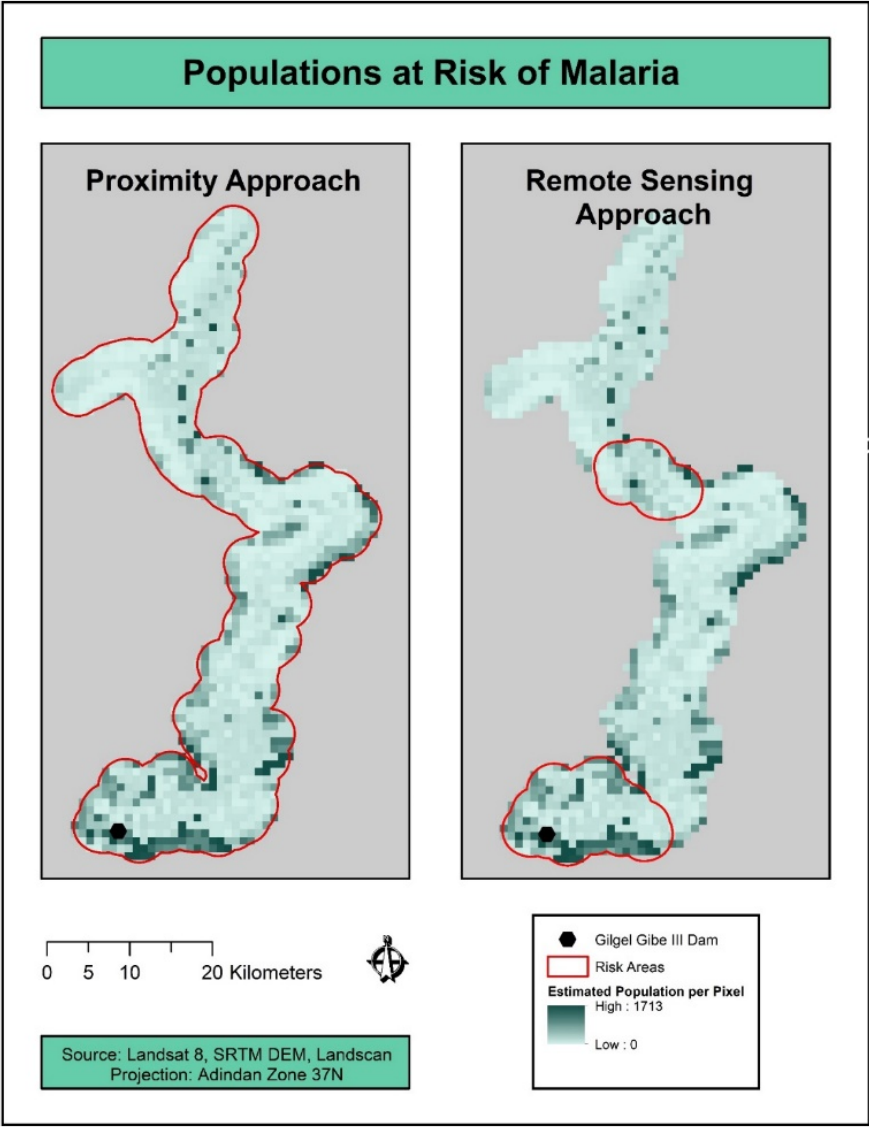 Populations at Risk of Malaria
Proximity Approach
Remote Sensing
Approach
0 5 10 20 Kilometers
Gilgel Gibe III Dam
Risk Areas
Estimated Population per Pixel
High : 1713
Low : 0
Source: Landsat 8, SRTM DEM, Landscan
Projection: Adindan Zone 37N